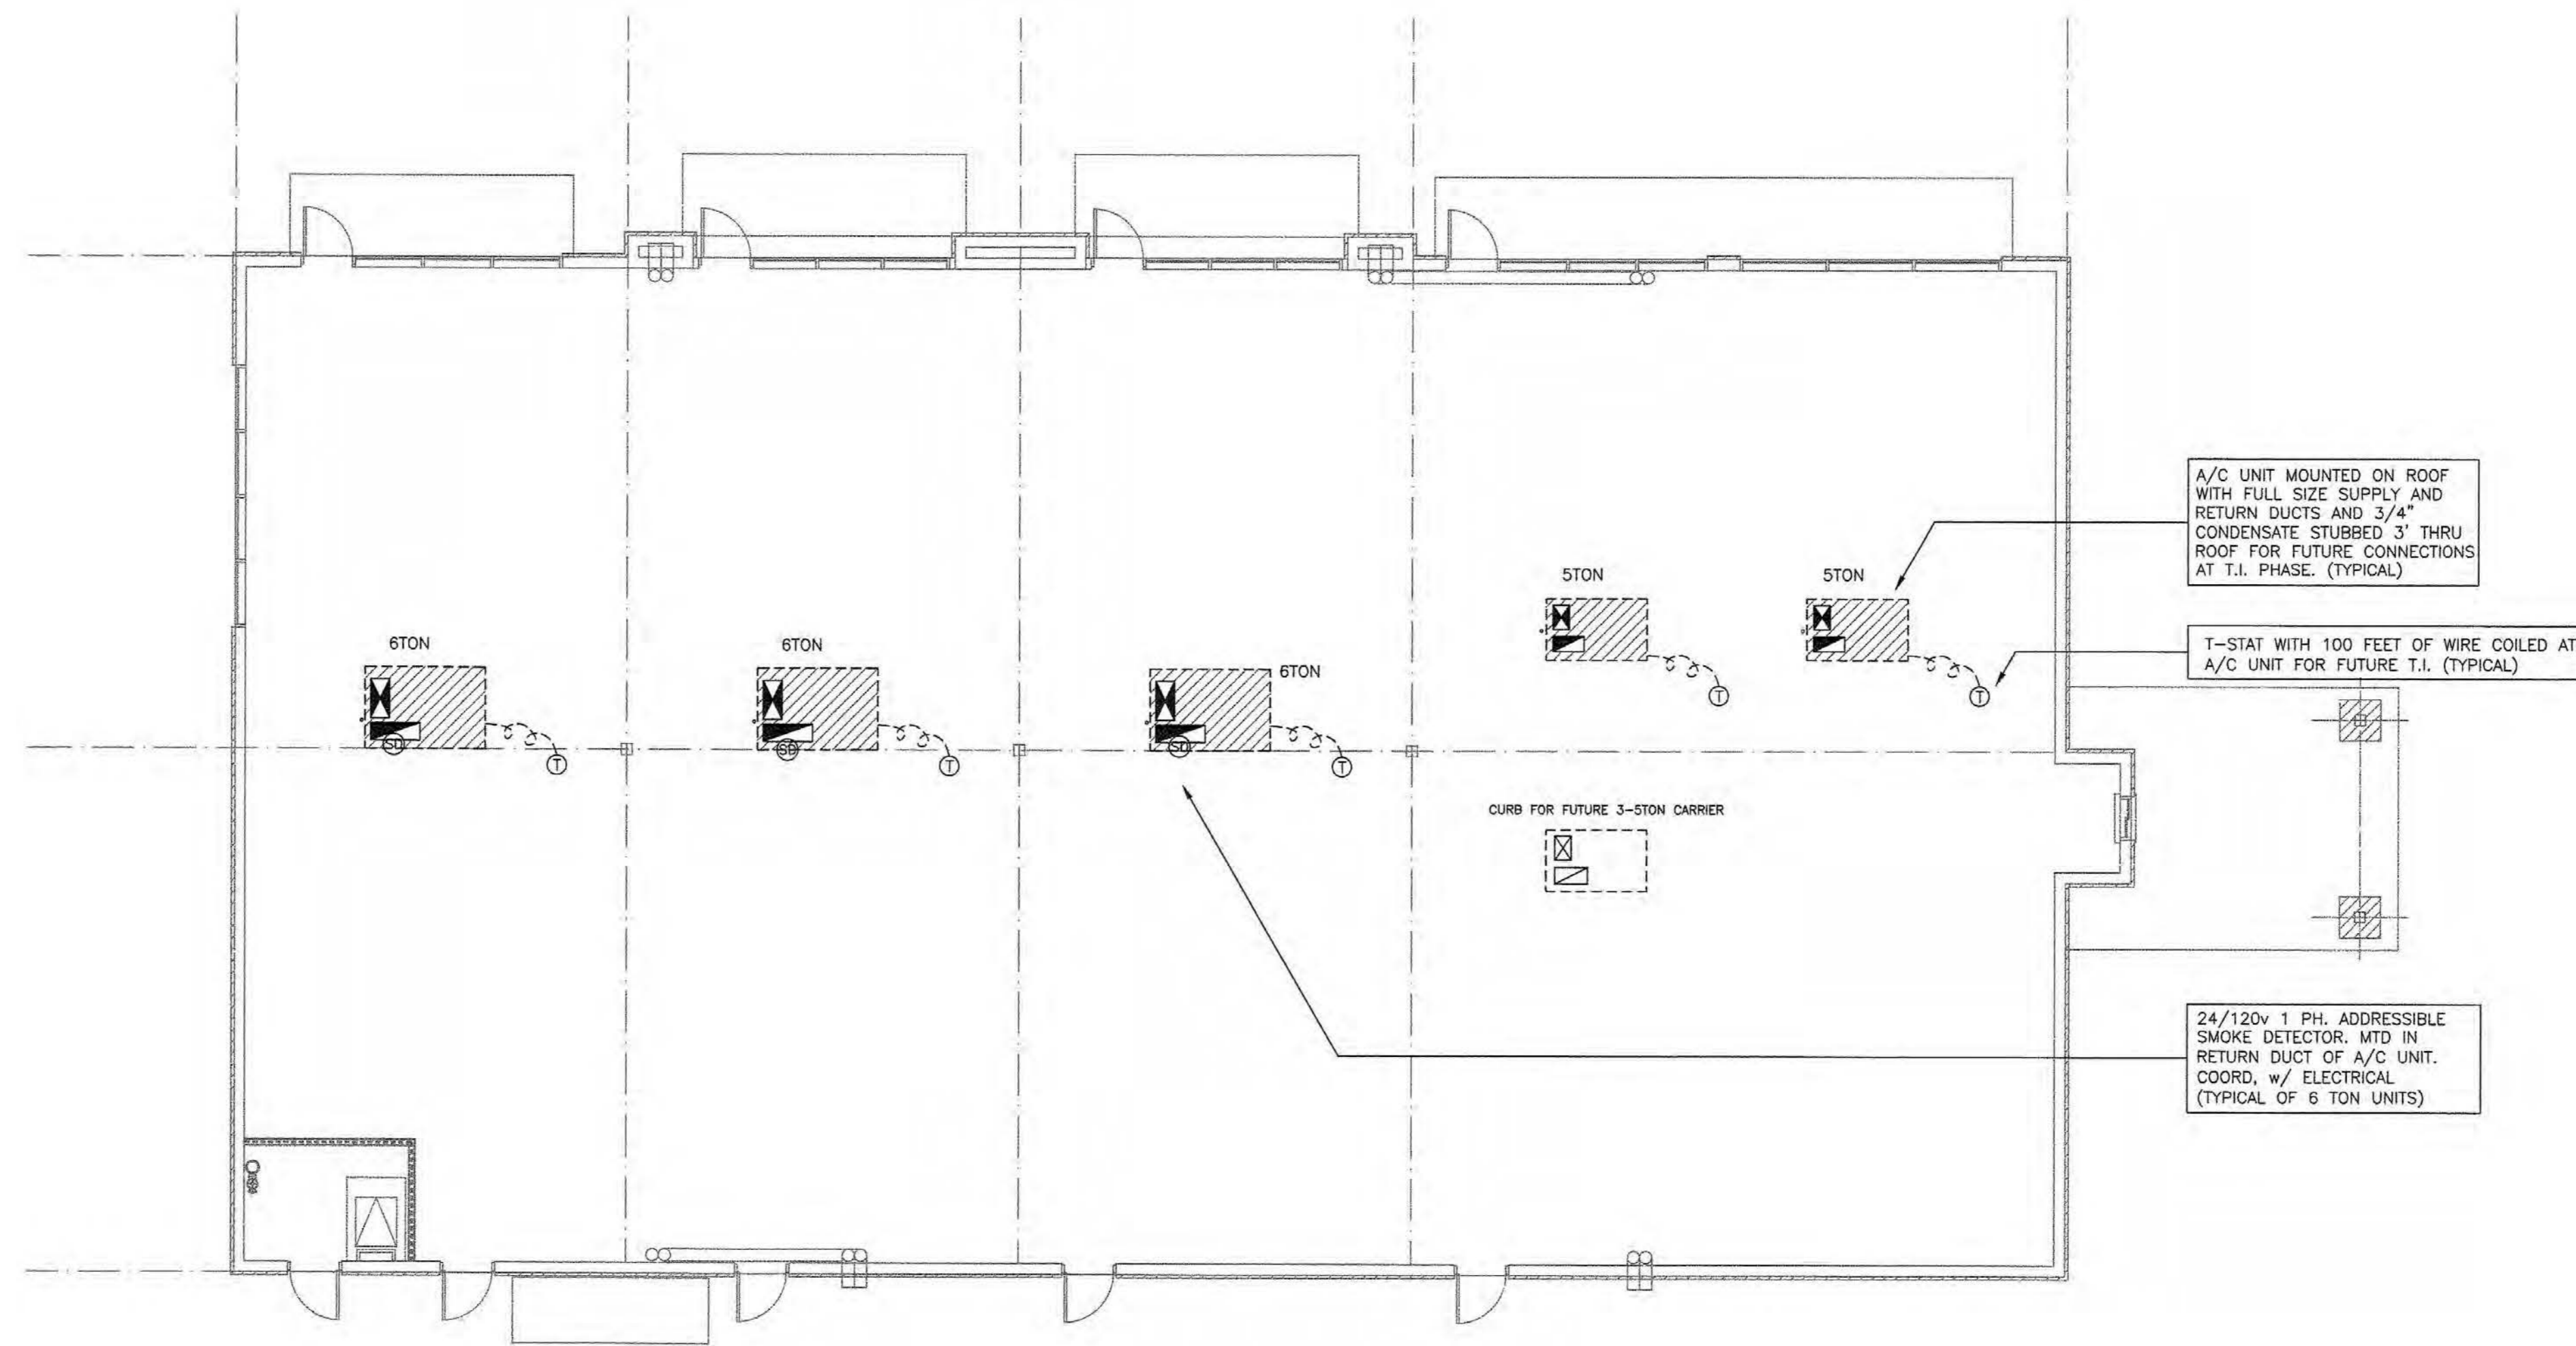 A/C UNIT MOUNTED ON ROOF
WITH FULL SIZE SUPPLY AND
RETURN DUCTS AND 3/4"
CONDENSATE STUBBED 3' THRU
ROOF FOR FUTURE CONNECTIONS
AT T.I. PHASE. (TYPICAL)
5TON
5TON
T-STAT WITH 100 FEET OF WIRE COILED AT
A/C UNIT FOR FUTURE T.I. (TYPICAL)
6TON
6TON
6TON
T
T
SD
SD
SD
T
T
T
CURB FOR FUTURE 3-5TON CARRIER
24/120v 1 PH. ADDRESSIBLE
SMOKE DETECTOR. MTD IN
RETURN DUCT OF A/C UNIT.
COORD, w/ ELECTRICAL
(TYPICAL OF 6 TON UNITS)